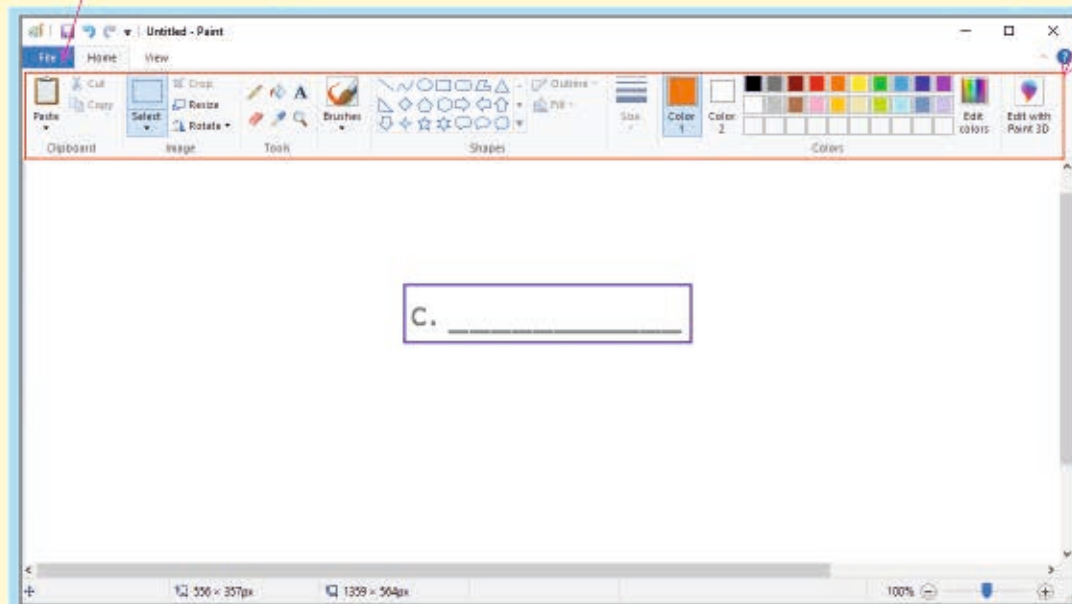 Untitled - Paint
File Home View
Paste Cut Copy Select Crop Resize Rotate A Brushes Outline Fill Size Color 1 Color 2 Edit colors Edit with Paint 3D
Clipboard Image Tools Shapes Colors
c. ____________
556 × 357px 1359 × 564px 100%